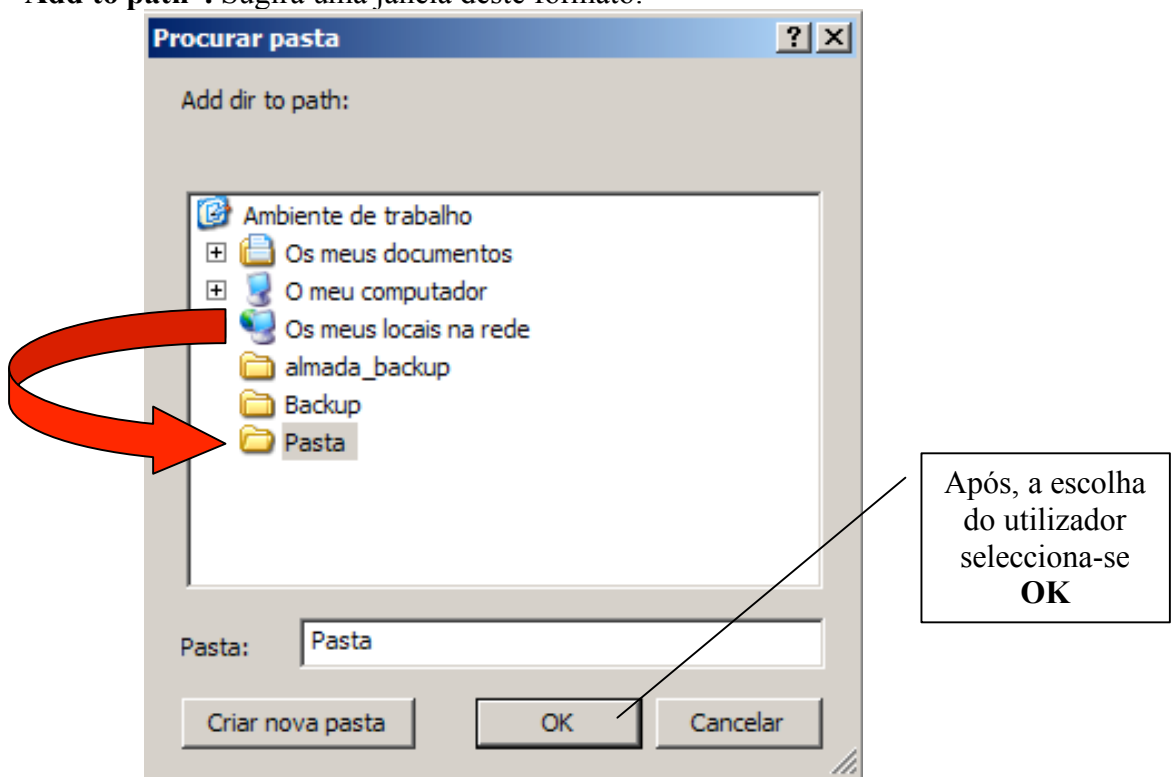 Add to path". Sugira uma janela deste formato:
Procurar pasta
Add dir to path:
Ambiente de trabalho
Os meus documentos
O meu computador
Os meus locais na rede
almada_backup
Backup
Pasta
Pasta: Pasta
Criar nova pasta OK Cancelar
Após, a escolha
do utilizador
selecciona-se
OK